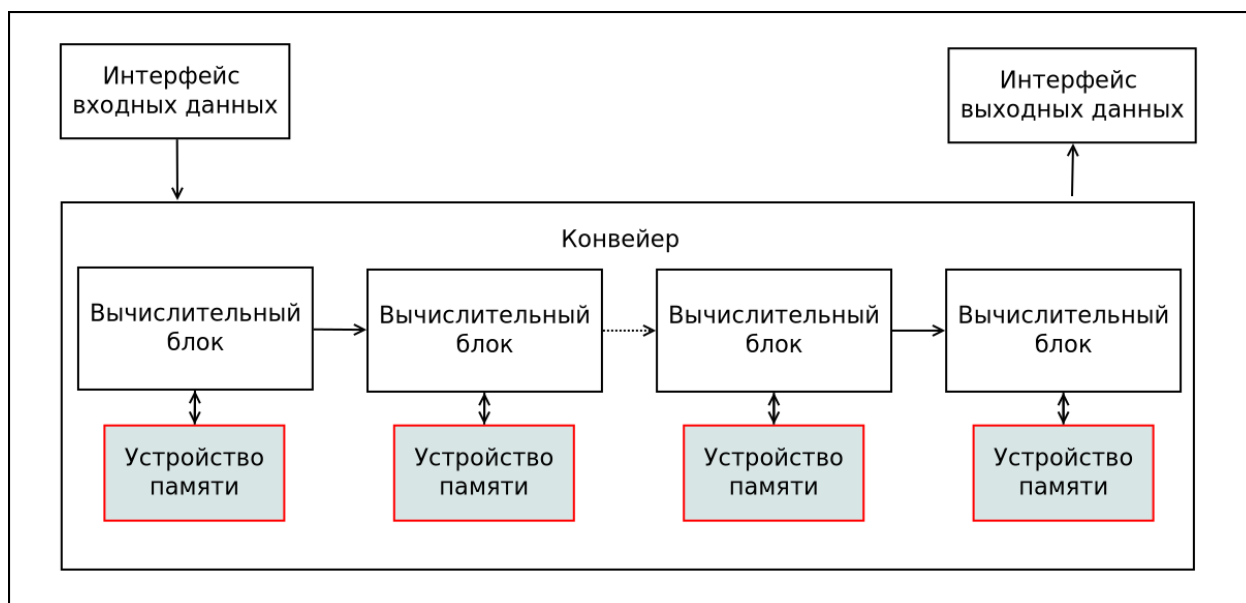 Интерфейс
входных данных
Интерфейс
выходных данных
Конвейер
Вычислительный
блок
Вычислительный
блок
Вычислительный
блок
Вычислительный
блок
Устройство
памяти
Устройство
памяти
Устройство
памяти
Устройство
памяти